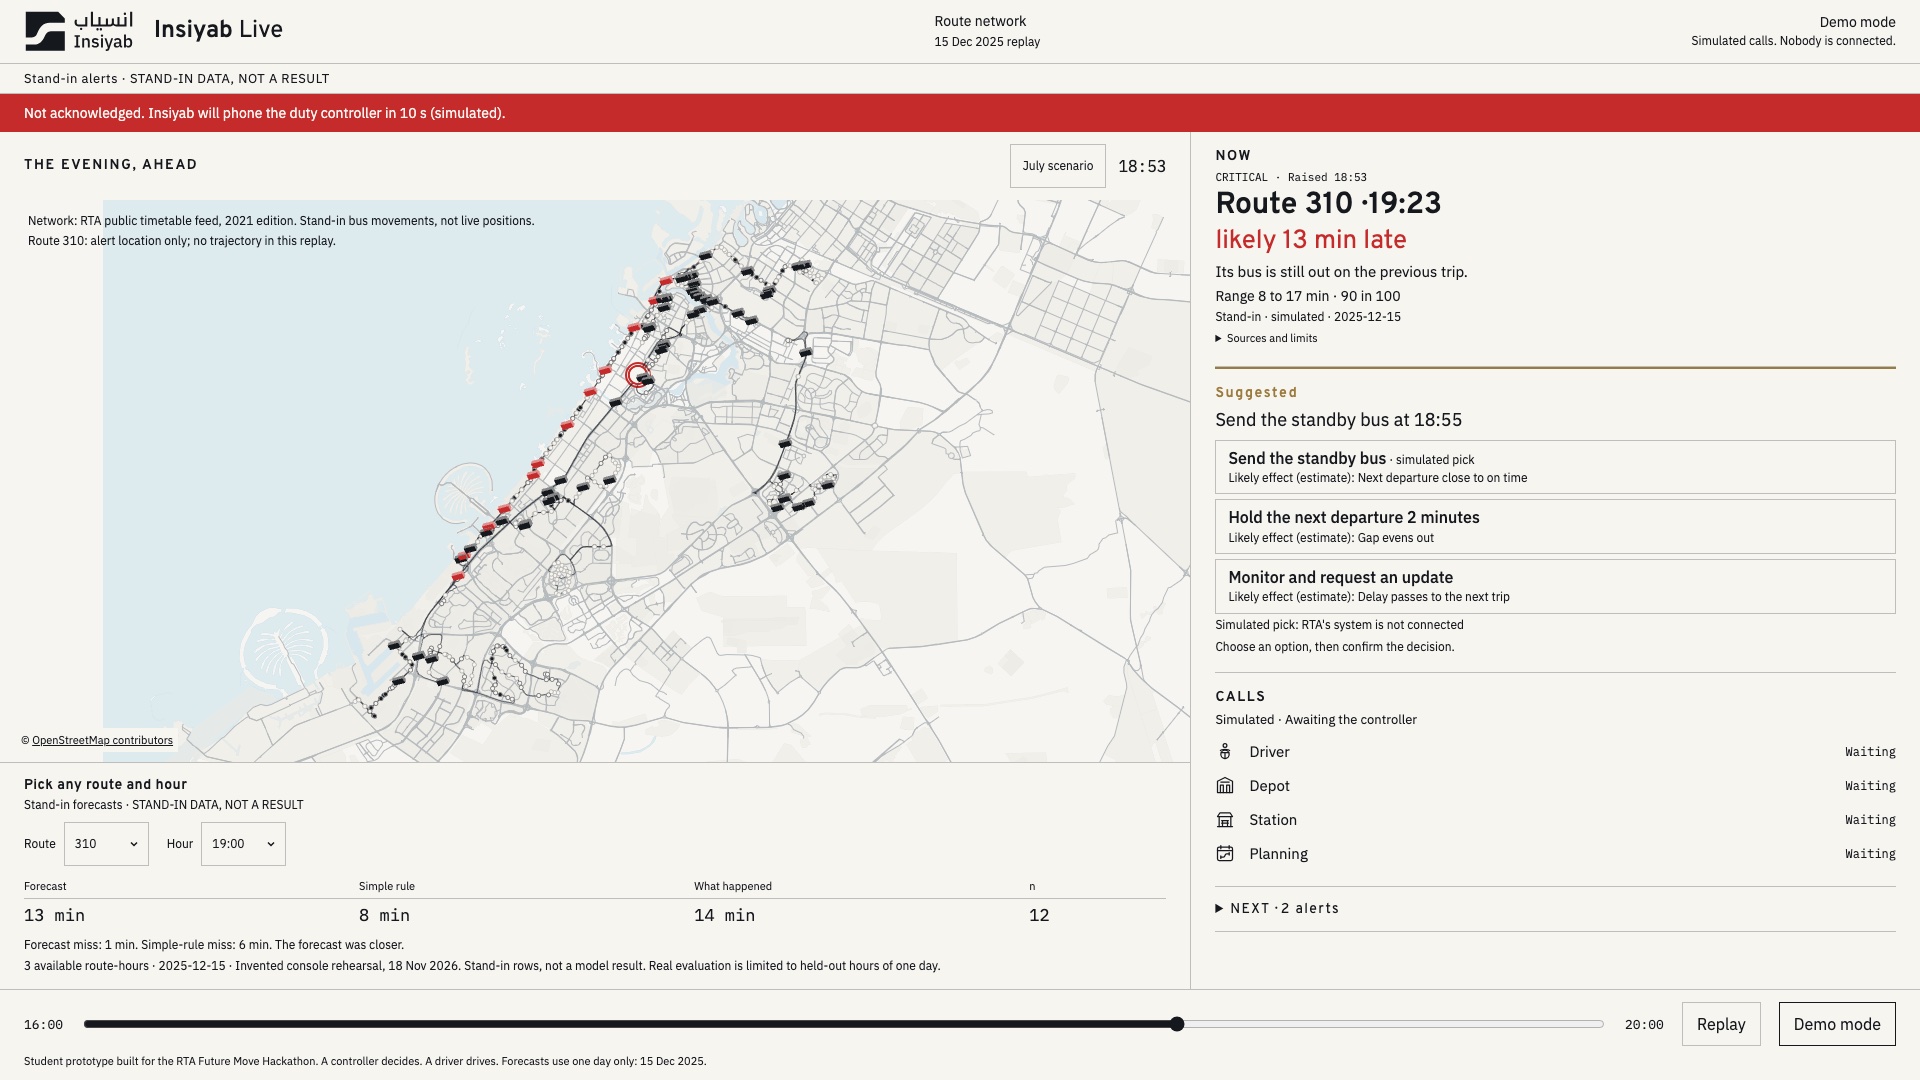 انسياب
Insiyab
Insiyab Live
Route network
15 Dec 2025 replay
Demo mode
Simulated calls. Nobody is connected.
Stand-in alerts · STAND-IN DATA, NOT A RESULT
Not acknowledged. Insiyab will phone the duty controller in 10 s (simulated).
THE EVENING, AHEAD
July scenario
18:53
Network: RTA public timetable feed, 2021 edition. Stand-in bus movements, not live positions.
Route 310: alert location only; no trajectory in this replay.
© OpenStreetMap contributors
NOW
CRITICAL · Raised 18:53
Route 310 ·19:23
likely 13 min late
Its bus is still out on the previous trip.
Range 8 to 17 min · 90 in 100
Stand-in · simulated · 2025-12-15
Sources and limits
Suggested
Send the standby bus at 18:55
Send the standby bus · simulated pick
Likely effect (estimate): Next departure close to on time
Hold the next departure 2 minutes
Likely effect (estimate): Gap evens out
Monitor and request an update
Likely effect (estimate): Delay passes to the next trip
Simulated pick: RTA's system is not connected
Choose an option, then confirm the decision.
CALLS
Simulated · Awaiting the controller
Driver Waiting
Depot Waiting
Station Waiting
Planning Waiting
NEXT · 2 alerts
Pick any route and hour
Stand-in forecasts · STAND-IN DATA, NOT A RESULT
Route 310 Hour 19:00
Forecast Simple rule What happened n
13 min 8 min 14 min 12
Forecast miss: 1 min. Simple-rule miss: 6 min. The forecast was closer.
3 available route-hours · 2025-12-15 · Invented console rehearsal, 18 Nov 2026. Stand-in rows, not a model result. Real evaluation is limited to held-out hours of one day.
16:00 20:00 Replay Demo mode
Student prototype built for the RTA Future Move Hackathon. A controller decides. A driver drives. Forecasts use one day only: 15 Dec 2025.